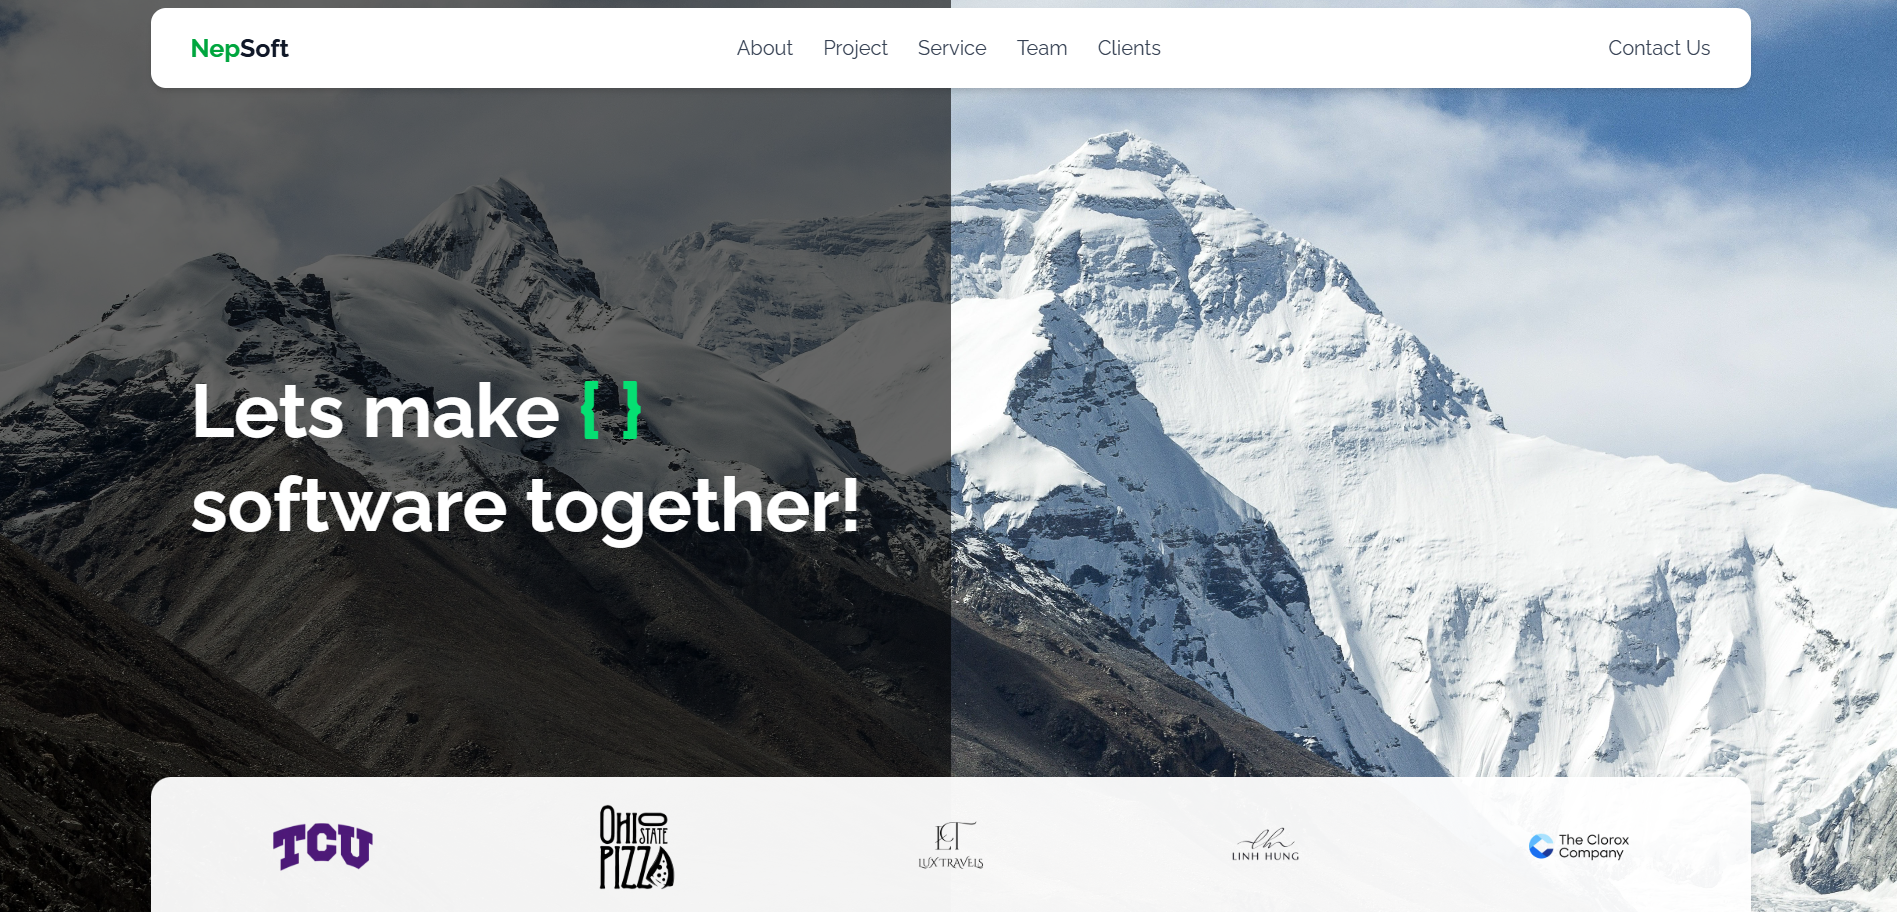 NepSoft
About Project Service Team Clients
Contact Us
Lets make { }
software together!
TCU
OHIO
STATE
PIZZA
LT
LUX TRAVELS
lh
LINH HUNG
The Clorox
Company